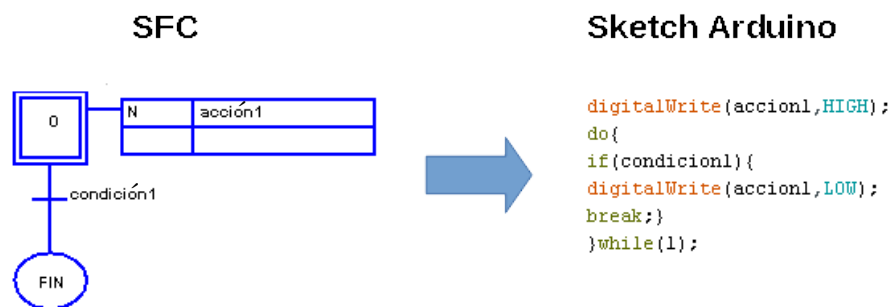 SFC
Sketch Arduino
0
N
acción1
condición1
FIN
digitalWrite(accion1,HIGH);
do{
if(condicion1){
digitalWrite(accion1,LOW);
break;}
}while(1);